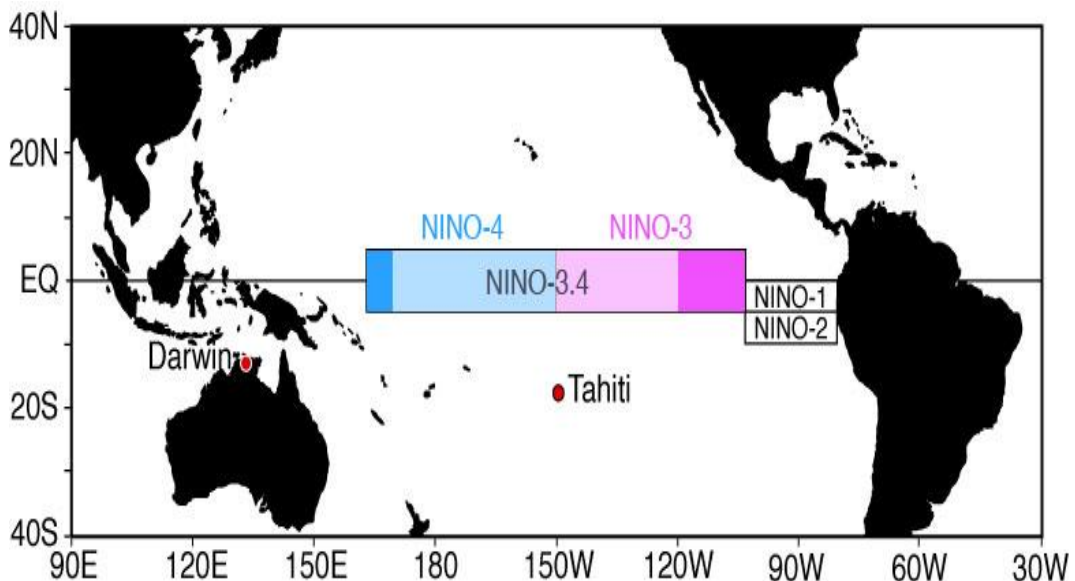 40N
20N
EQ
20S
40S
NINO-4
NINO-3
NINO-3.4
NINO-1
NINO-2
Darwin
Tahiti
90E
120E
150E
180
150W
120W
90W
60W
30W